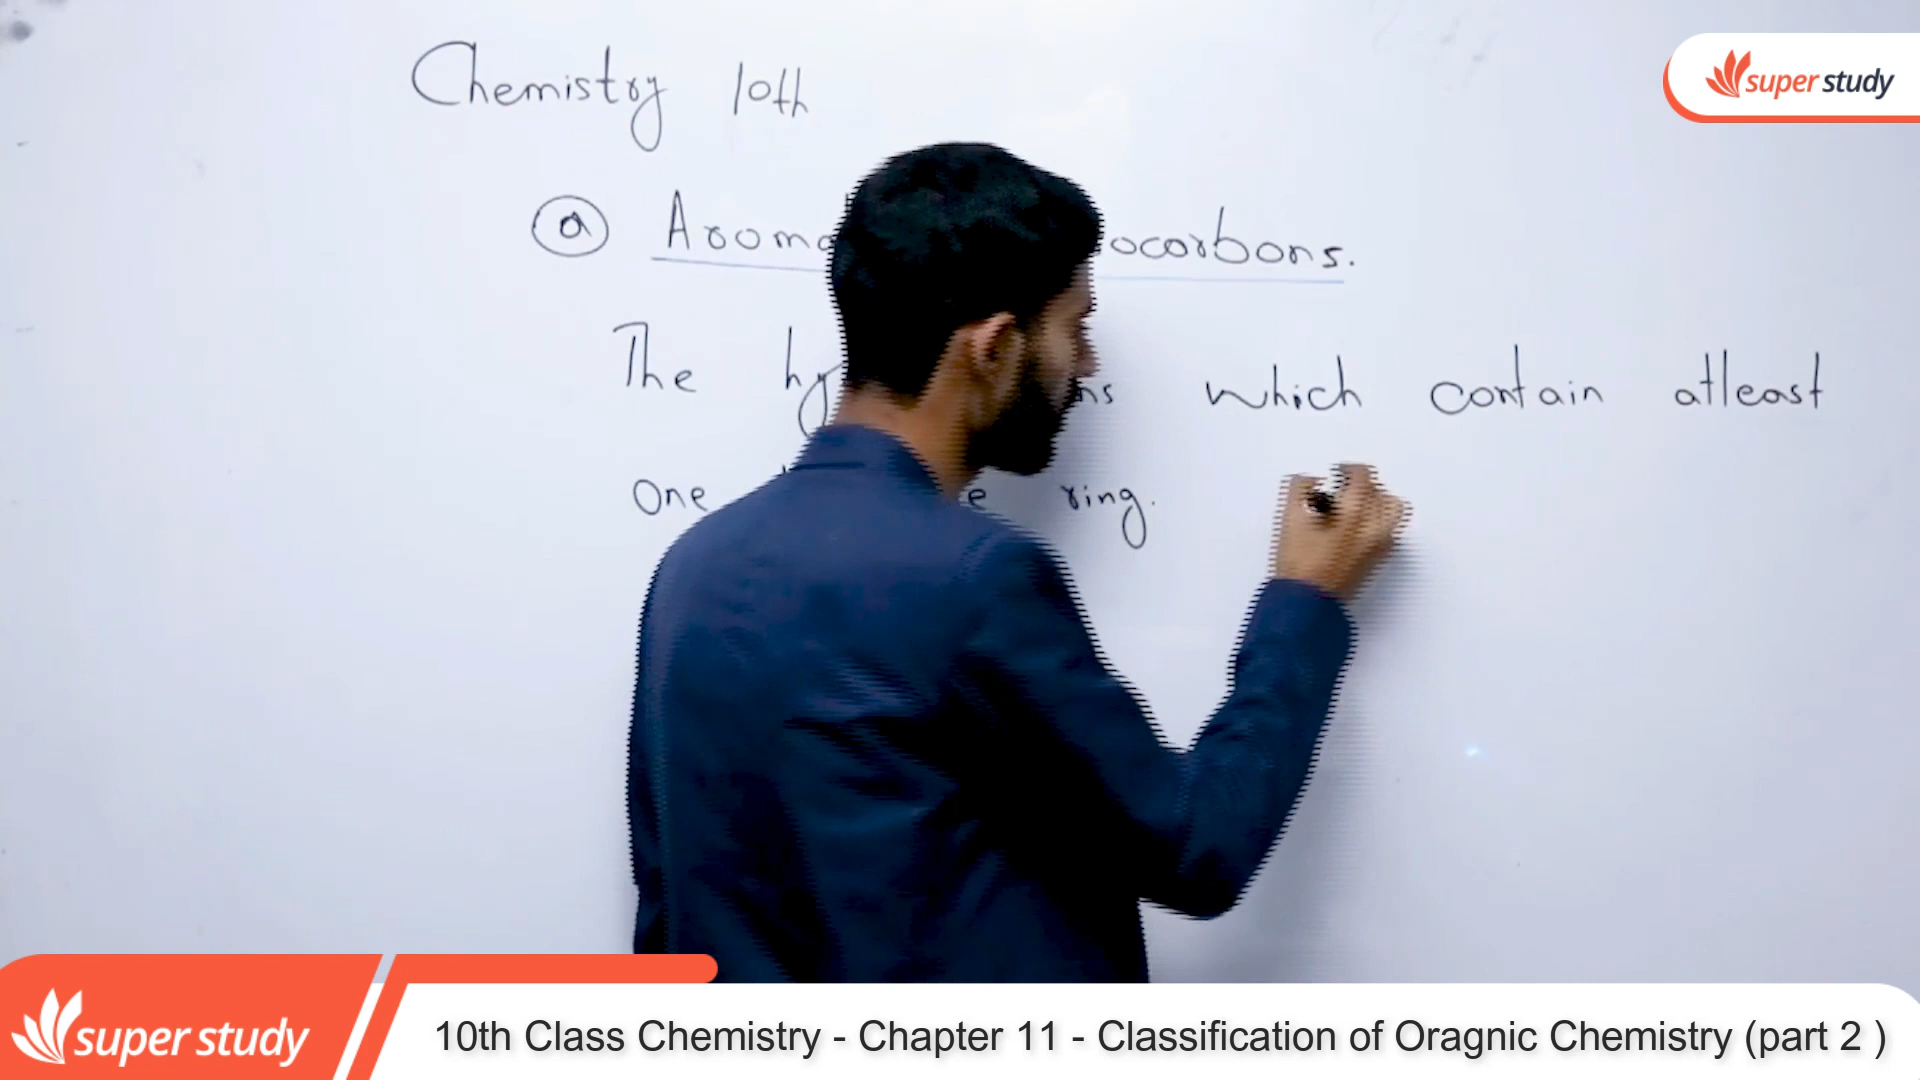 Chemistry 10th
super study
a Aroma ocarbons.
The hy ns which contain atleast
One e ring.
super study
10th Class Chemistry - Chapter 11 - Classification of Oragnic Chemistry (part 2 )